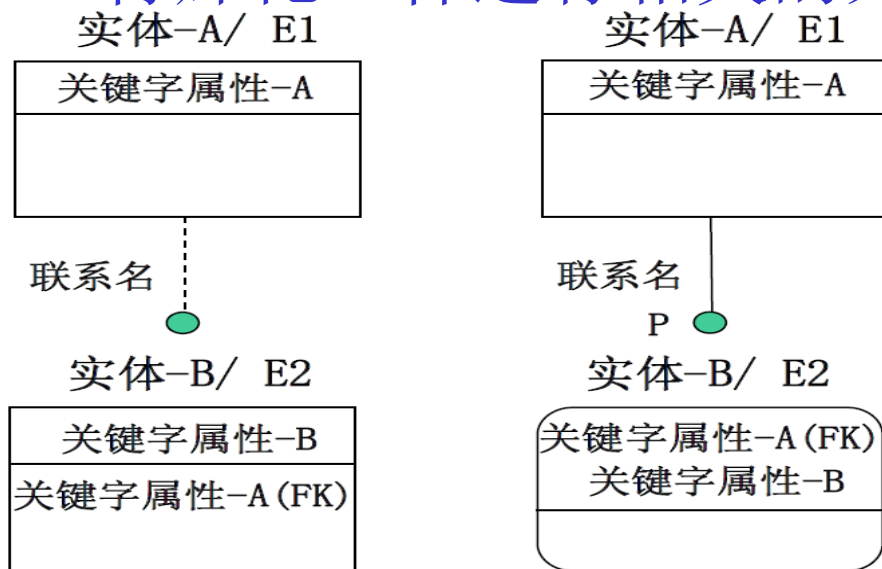 实体-A/ E1
关键字属性-A
联系名
实体-B/ E2
关键字属性-B
关键字属性-A(FK)
实体-A/ E1
关键字属性-A
联系名
P
实体-B/ E2
关键字属性-A(FK)
关键字属性-B